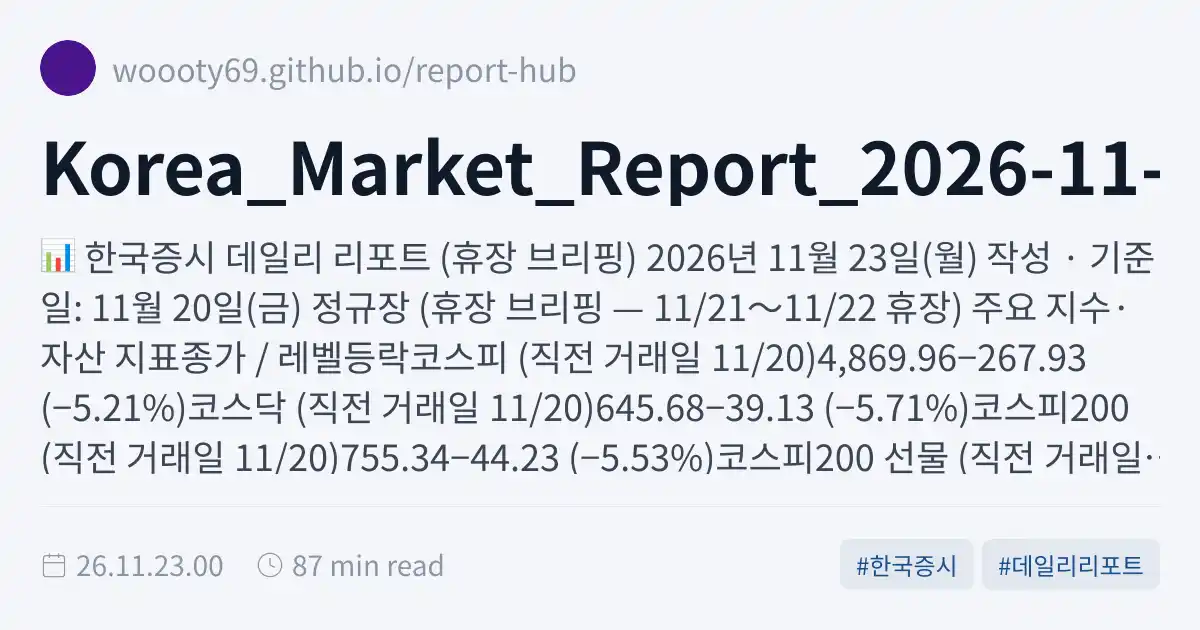 woooty69.github.io/report-hub
Korea_Market_Report_2026-11-
📊 한국증시 데일리 리포트 (휴장 브리핑) 2026년 11월 23일(월) 작성 · 기준
일: 11월 20일(금) 정규장 (휴장 브리핑 — 11/21～11/22 휴장) 주요 지수·
자산 지표종가 / 레벨등락코스피 (직전 거래일 11/20)4,869.96−267.93
(−5.21%)코스닥 (직전 거래일 11/20)645.68−39.13 (−5.71%)코스피200
(직전 거래일 11/20)755.34−44.23 (−5.53%)코스피200 선물 (직전 거래일··
26.11.23.00 87 min read #한국증시 #데일리리포트